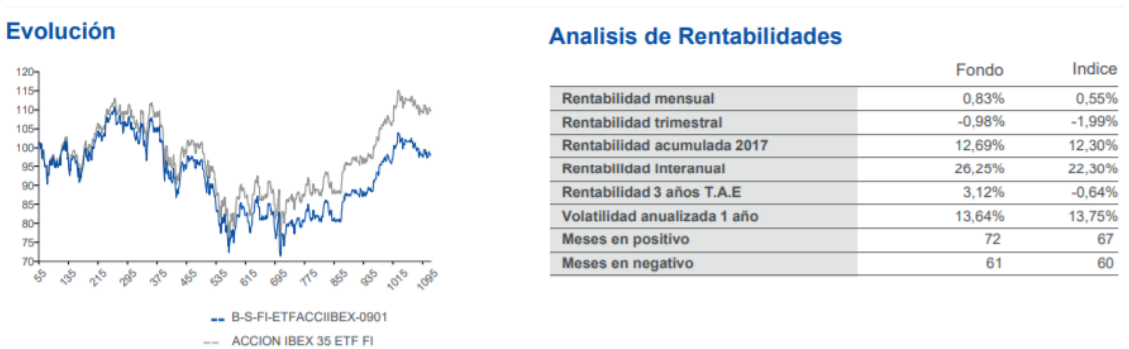 Evolución
120
115
110
105
100
95
90
85
80
75
70
55
135
215
295
375
455
535
615
695
775
855
935
1015
1095
B-S-FI-ETFACCIIBEX-0901
ACCION IBEX 35 ETF FI
Analisis de Rentabilidades
Fondo Indice
Rentabilidad mensual 0,83% 0,55%
Rentabilidad trimestral -0,98% -1,99%
Rentabilidad acumulada 2017 12,69% 12,30%
Rentabilidad Interanual 26,25% 22,30%
Rentabilidad 3 años T.A.E 3,12% -0,64%
Volatilidad anualizada 1 año 13,64% 13,75%
Meses en positivo 72 67
Meses en negativo 61 60